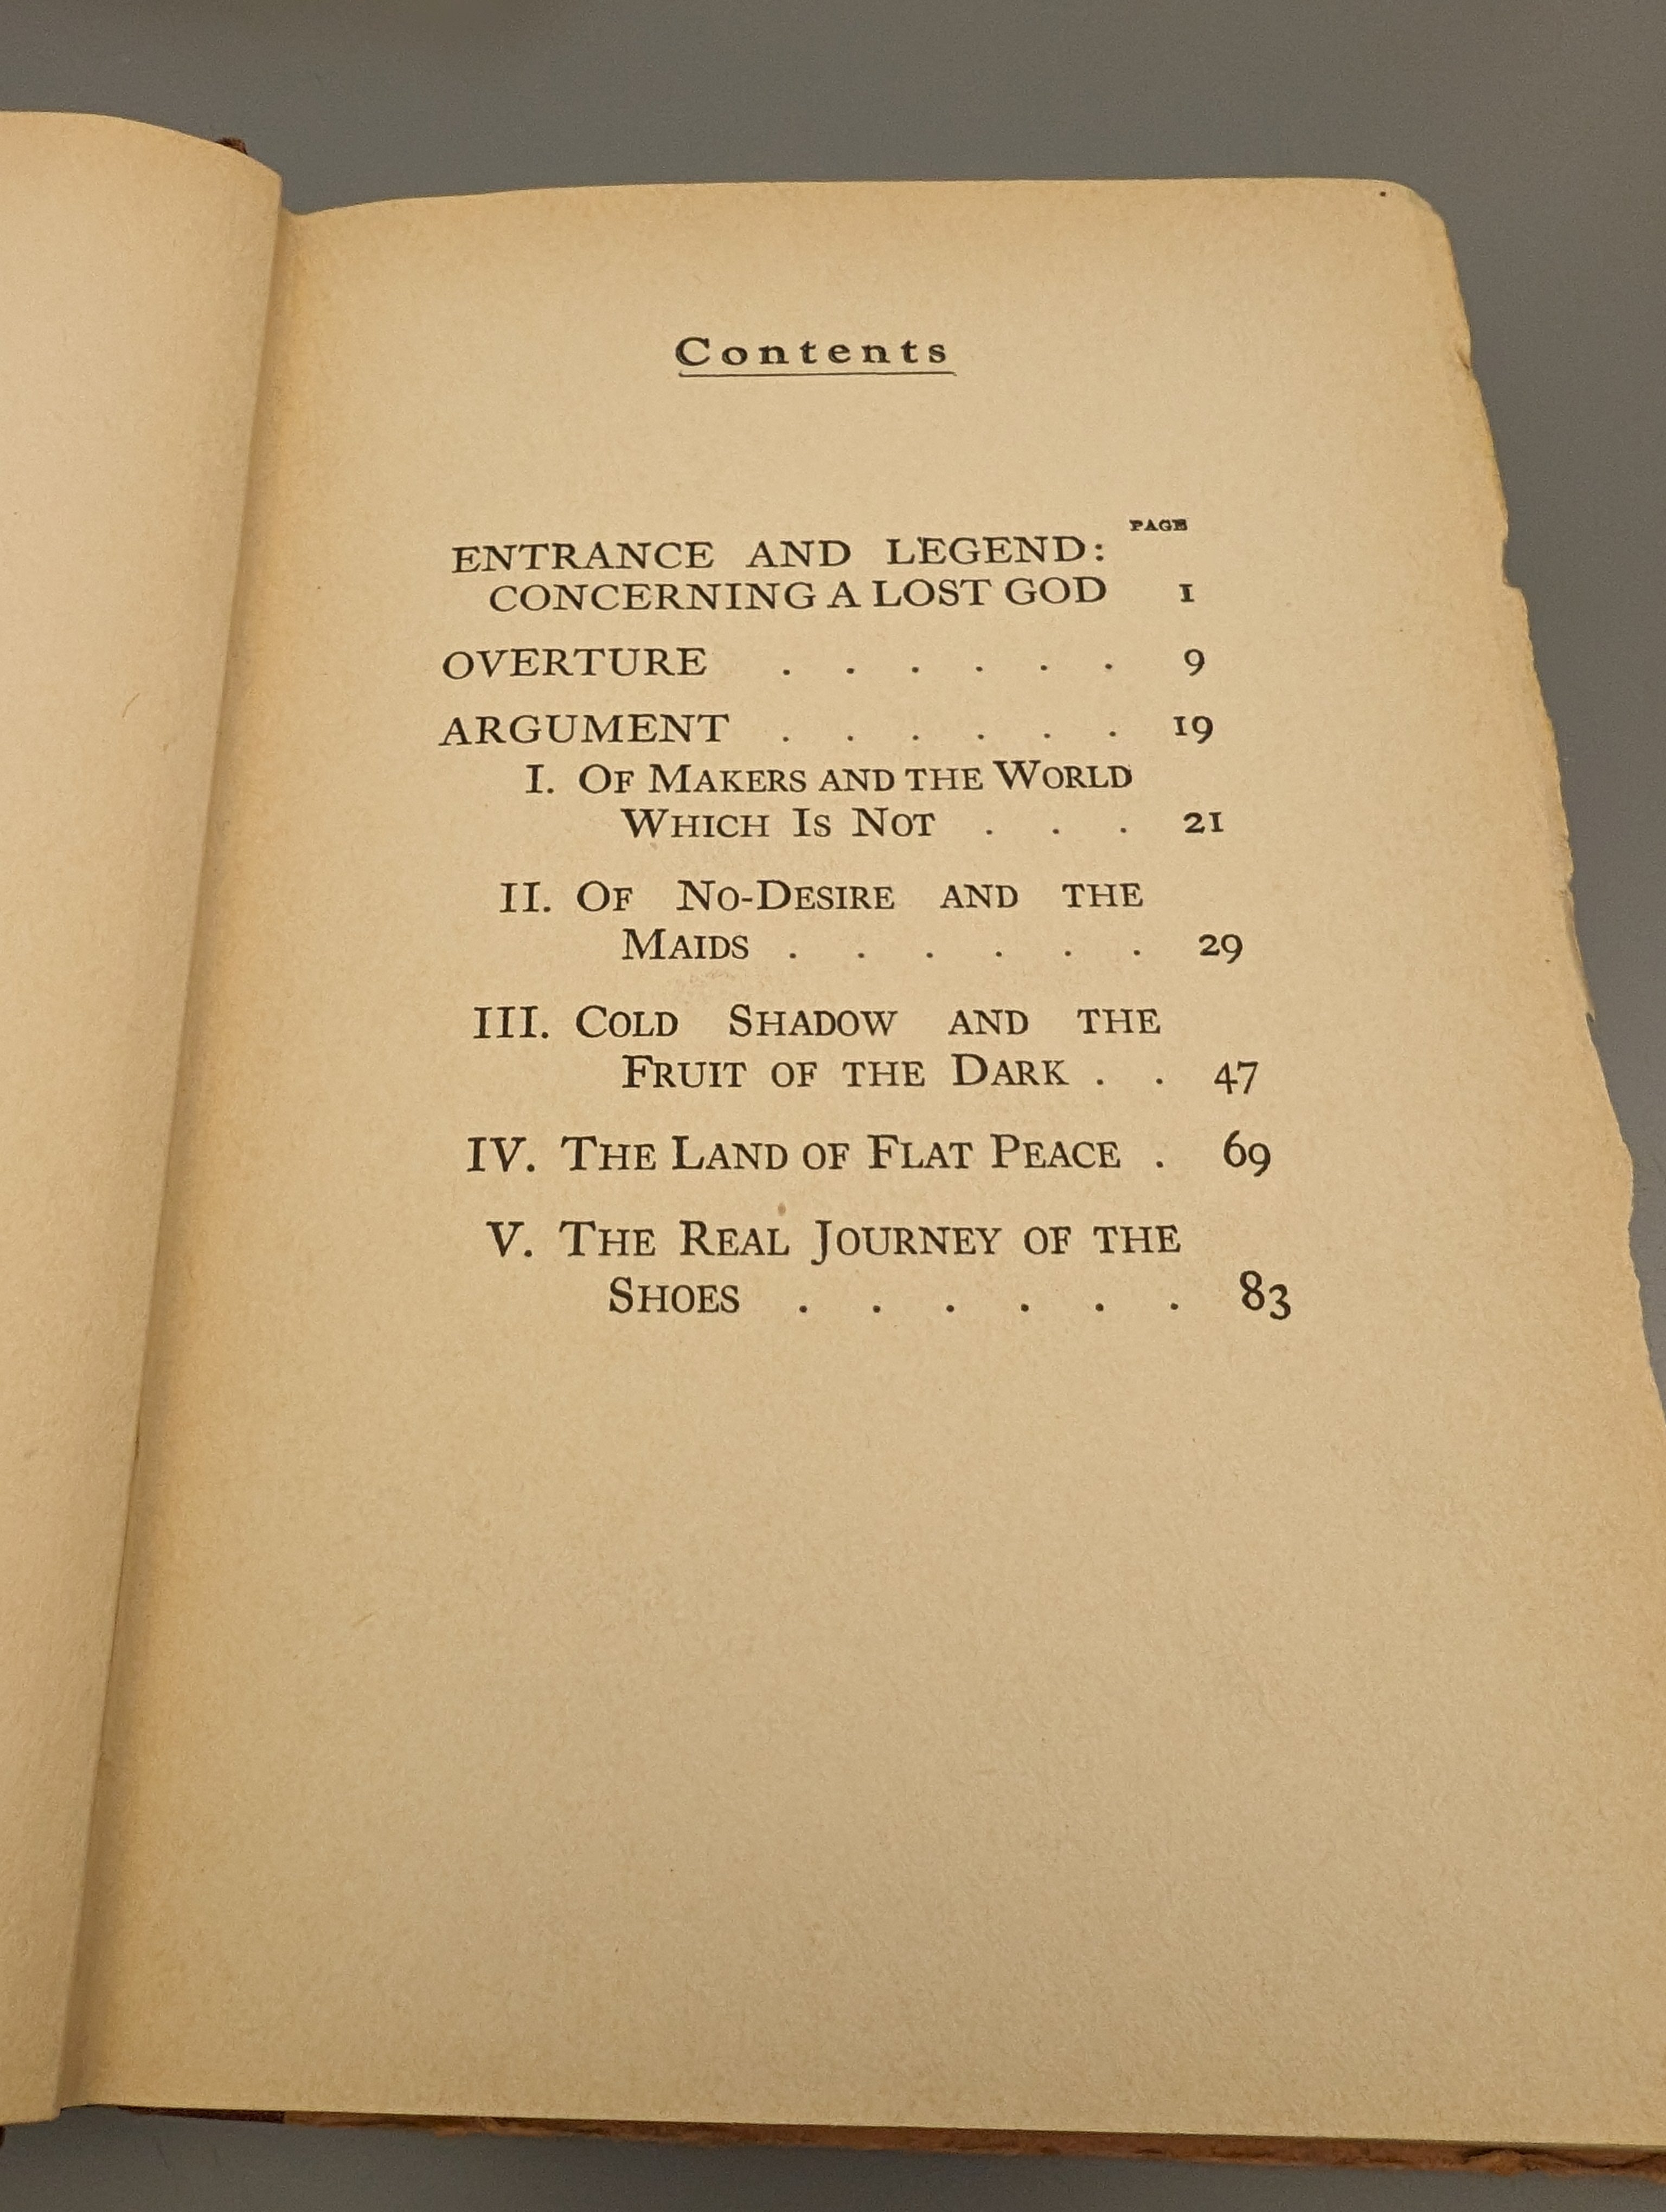 Contents
PAGE
ENTRANCE AND LEGEND:
CONCERNING A LOST GOD 1
OVERTURE . . . . . . 9
ARGUMENT . . . . . . 19
I. OF MAKERS AND THE WORLD
WHICH IS NOT . . . 21
II. OF NO-DESIRE AND THE
MAIDS . . . . . . 29
III. COLD SHADOW AND THE
FRUIT OF THE DARK . . 47
IV. THE LAND OF FLAT PEACE . 69
V. THE REAL JOURNEY OF THE
SHOES . . . . . . 83